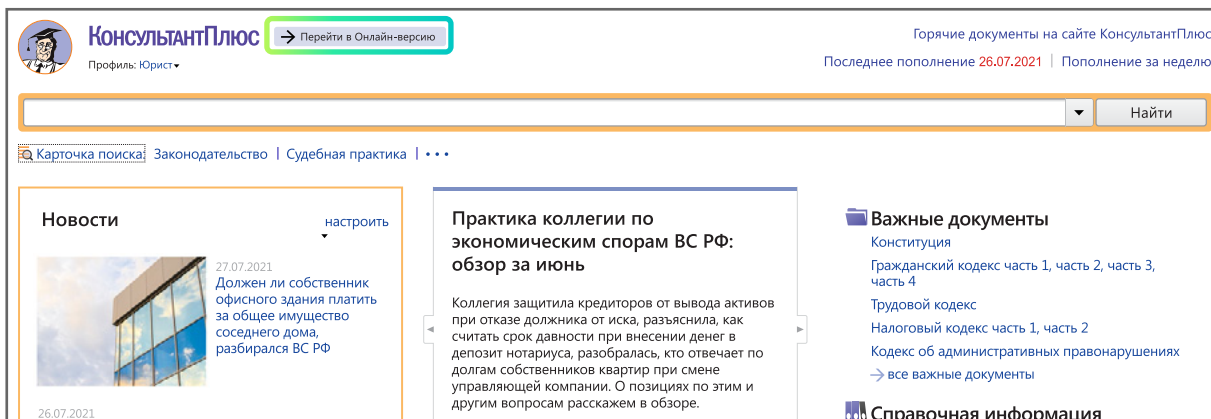 КонсультантПлюс
→ Перейти в Онлайн-версию
Горячие документы на сайте КонсультантПлюс
Профиль: Юрист
Последнее пополнение 26.07.2021 | Пополнение за неделю
Найти
Карточка поиска Законодательство | Судебная практика | • • •
Новости
настроить
27.07.2021
Должен ли собственник
офисного здания платить
за общее имущество
соседнего дома,
разбирался ВС РФ
26.07.2021
Практика коллегии по
экономическим спорам ВС РФ:
обзор за июнь
Коллегия защитила кредиторов от вывода активов
при отказе должника от иска, разъяснила, как
считать срок давности при внесении денег в
депозит нотариуса, разобралась, кто отвечает по
долгам собственников квартир при смене
управляющей компании. О позициях по этим и
другим вопросам расскажем в обзоре.
Важные документы
Конституция
Гражданский кодекс часть 1, часть 2, часть 3,
часть 4
Трудовой кодекс
Налоговый кодекс часть 1, часть 2
Кодекс об административных правонарушениях
→ все важные документы
Справочная информация